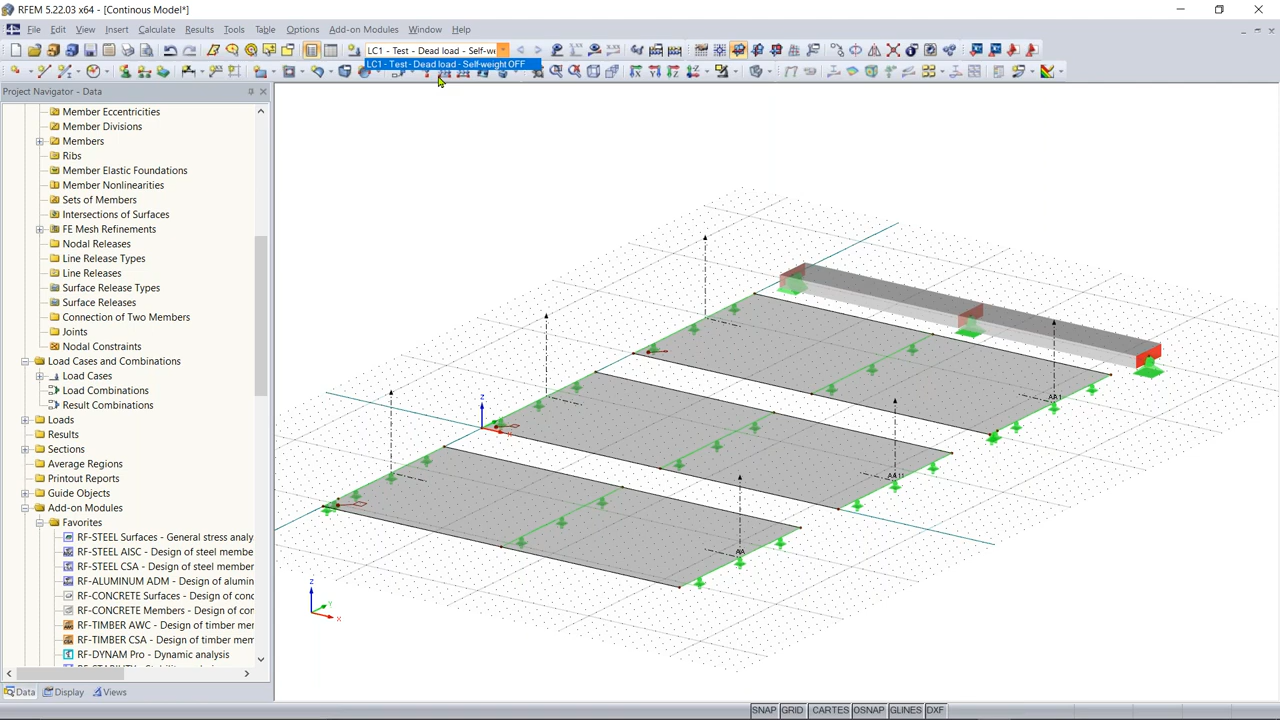 RFEM 5.22.03 x64 - [Continous Model*]
File Edit View Insert Calculate Results Tools Table Options Add-on Modules Window Help
LC1 - Test - Dead load - Self-we
LC1 - Test - Dead load - Self-weight OFF
Project Navigator - Data
Member Eccentricities
Member Divisions
Members
Ribs
Member Elastic Foundations
Member Nonlinearities
Sets of Members
Intersections of Surfaces
FE Mesh Refinements
Nodal Releases
Line Release Types
Line Releases
Surface Release Types
Surface Releases
Connection of Two Members
Joints
Nodal Constraints
Load Cases and Combinations
Load Cases
Load Combinations
Result Combinations
Loads
Results
Sections
Average Regions
Printout Reports
Guide Objects
Add-on Modules
Favorites
RF-STEEL Surfaces - General stress analy
RF-STEEL AISC - Design of steel membe
RF-STEEL CSA - Design of steel member
RF-ALUMINUM ADM - Design of alumin
RF-CONCRETE Surfaces - Design of conc
RF-CONCRETE Members - Design of cor
RF-TIMBER AWC - Design of timber mer
RF-TIMBER CSA - Design of timber mem
RF-DYNAM Pro - Dynamic analysis
Data Display Views
Z
X
Z
Y
X
SNAP GRID CARTES OSNAP GLINES DXF